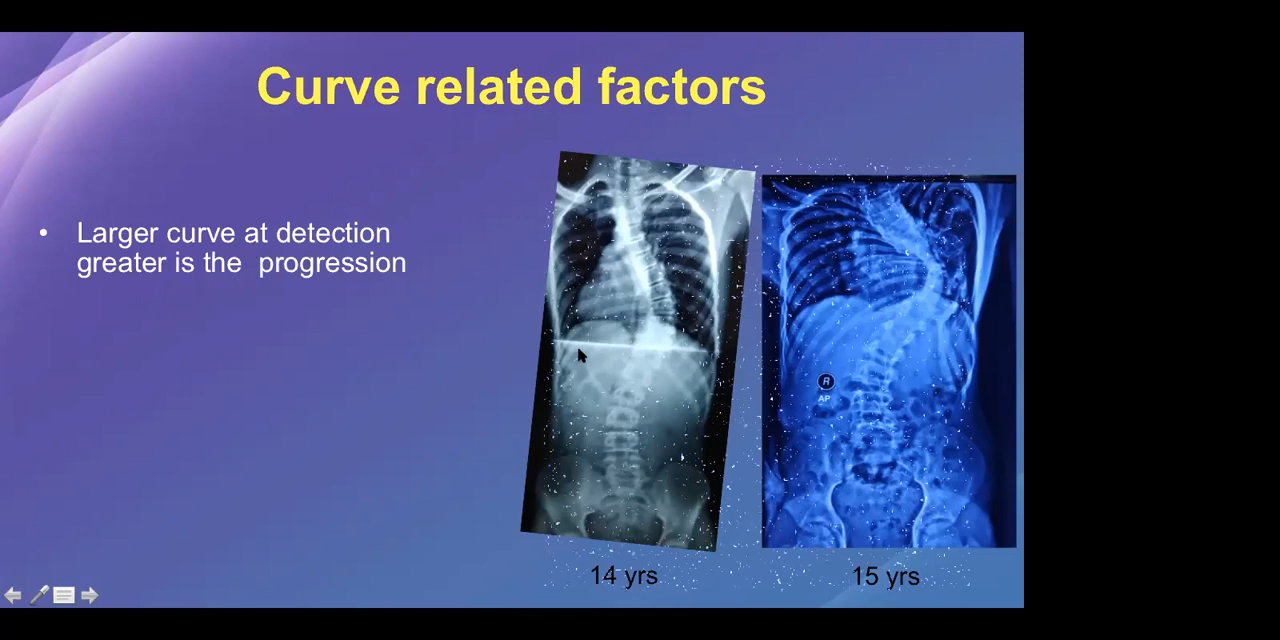 Curve related factors
• Larger curve at detection
greater is the  progression
R
AP
14 yrs
15 yrs